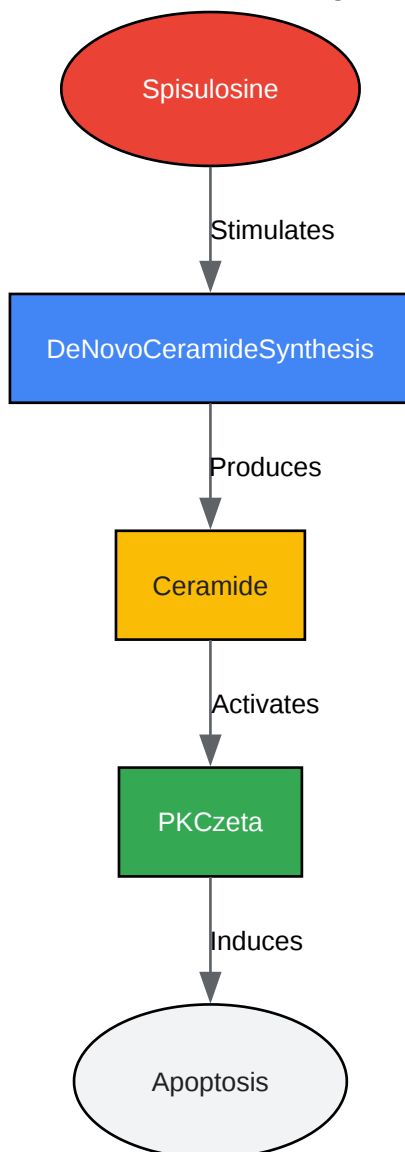 Spisulosine
Stimulates
DeNovoCeramideSynthesis
Produces
Ceramide
Activates
PKCzeta
Induces
Apoptosis